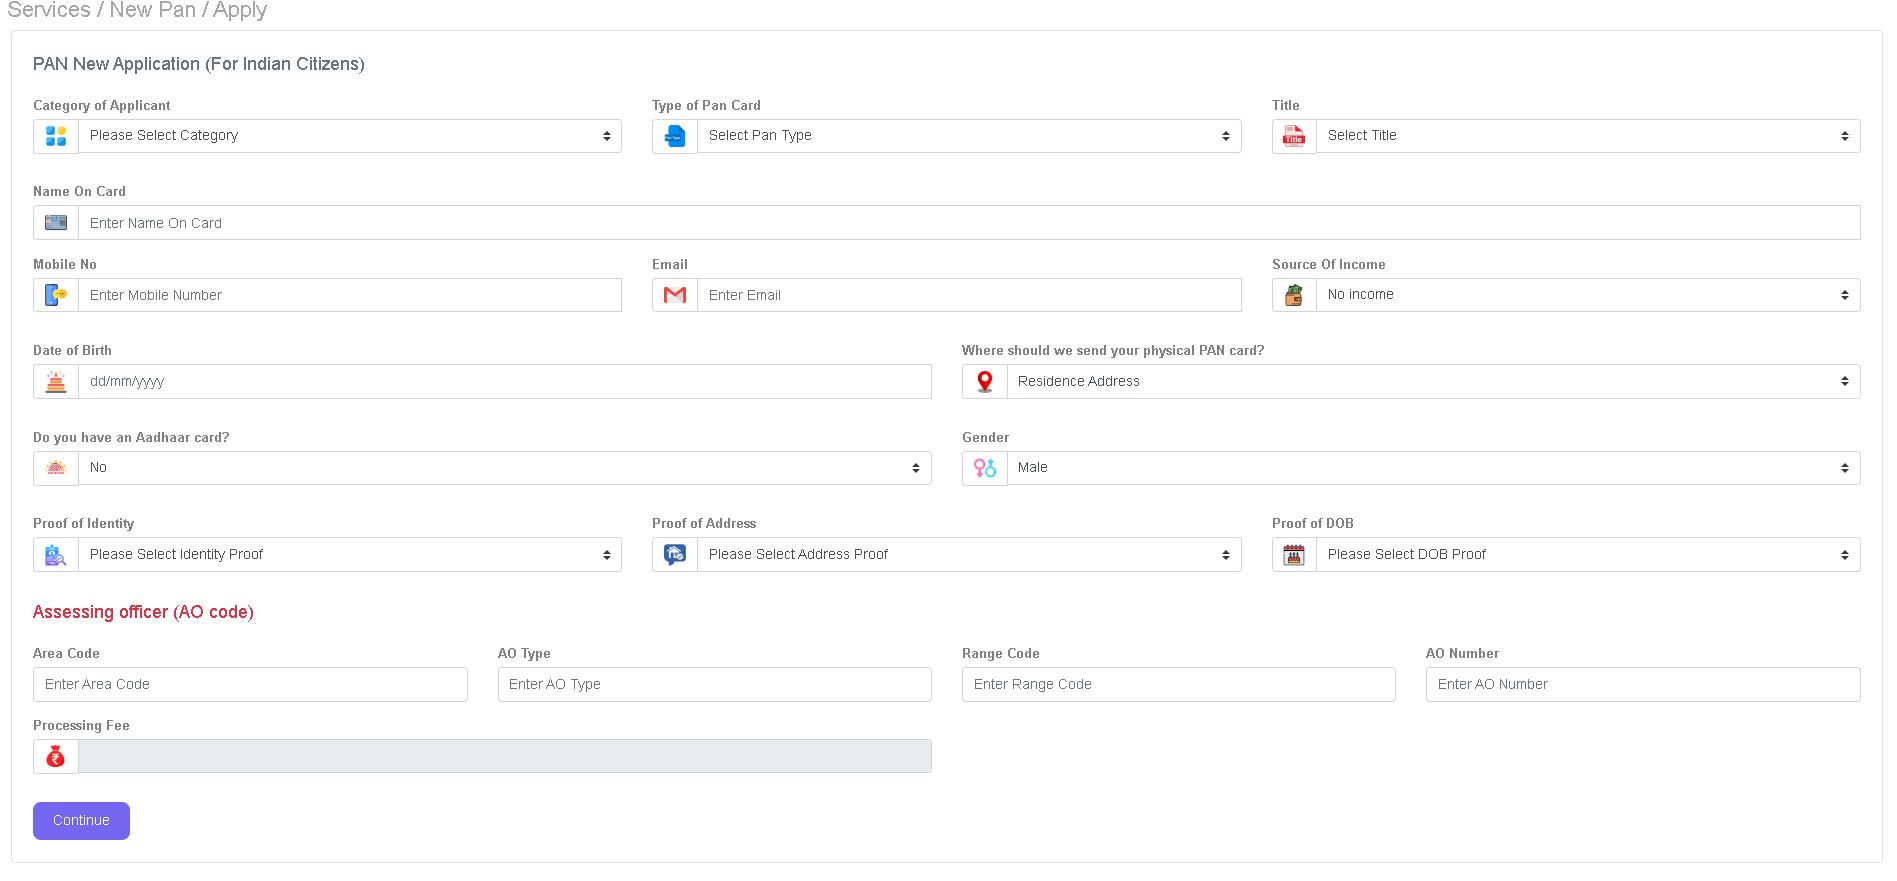 Services / New Pan / Apply
PAN New Application (For Indian Citizens)
Category of Applicant Type of Pan Card Title
Please Select Category Select Pan Type Title Select Title
Name On Card
Enter Name On Card
Mobile No Email Source Of Income
Enter Mobile Number Enter Email No income
Date of Birth Where should we send your physical PAN card?
dd/mm/yyyy Residence Address
Do you have an Aadhaar card? Gender
No Male
Proof of Identity Proof of Address Proof of DOB
Please Select Identity Proof Please Select Address Proof Please Select DOB Proof
Assessing officer (AO code)
Area Code AO Type Range Code AO Number
Enter Area Code Enter AO Type Enter Range Code Enter AO Number
Processing Fee
₹
Continue